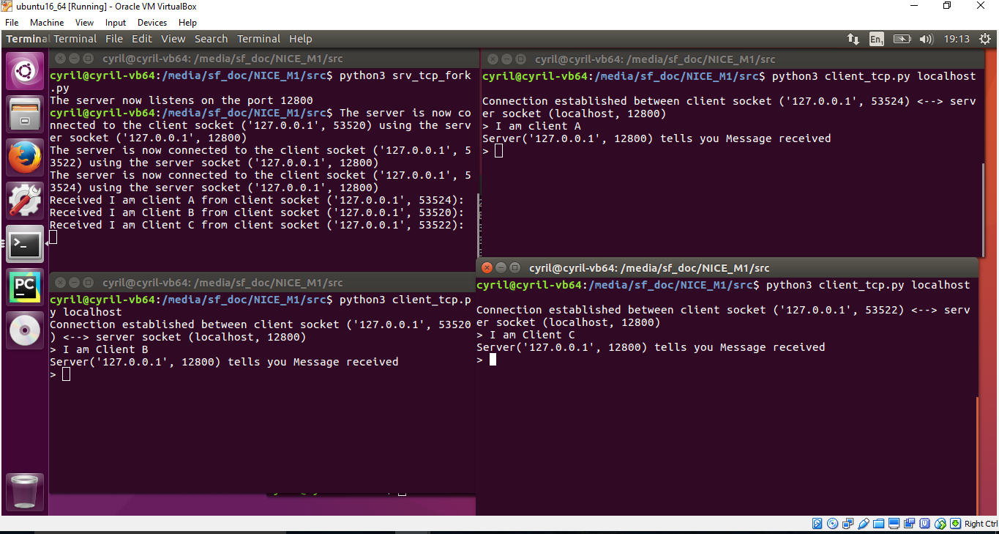 ubuntu16_64 [Running] - Oracle VM VirtualBox
File Machine View Input Devices Help
Terminal Terminal File Edit View Search Terminal Help
En1 19:13
cyril@cyril-vb64: /media/sf_doc/NICE_M1/src
cyril@cyril-vb64:/media/sf_doc/NICE_M1/src$ python3 srv_tcp_fork
.py
The server now listens on the port 12800
cyril@cyril-vb64:/media/sf_doc/NICE_M1/src$ The server is now co
nnected to the client socket ('127.0.0.1', 53520) using the serv
er socket ('127.0.0.1', 12800)
The server is now connected to the client socket ('127.0.0.1', 5
3522) using the server socket ('127.0.0.1', 12800)
The server is now connected to the client socket ('127.0.0.1', 5
3524) using the server socket ('127.0.0.1', 12800)
Received I am client A from client socket ('127.0.0.1', 53524):
Received I am Client B from client socket ('127.0.0.1', 53520):
Received I am Client C from client socket ('127.0.0.1', 53522):
cyril@cyril-vb64: /media/sf_doc/NICE_M1/src
cyril@cyril-vb64:/media/sf_doc/NICE_M1/src$ python3 client_tcp.py localhost
Connection established between client socket ('127.0.0.1', 53524) <--> serv
er socket (localhost, 12800)
> I am client A
Server('127.0.0.1', 12800) tells you Message received
>
cyril@cyril-vb64: /media/sf_doc/NICE_M1/src
cyril@cyril-vb64:/media/sf_doc/NICE_M1/src$ python3 client_tcp.p
y localhost
Connection established between client socket ('127.0.0.1', 53520
) <--> server socket (localhost, 12800)
> I am Client B
Server('127.0.0.1', 12800) tells you Message received
>
cyril@cyril-vb64: /media/sf_doc/NICE_M1/src
cyril@cyril-vb64:/media/sf_doc/NICE_M1/src$ python3 client_tcp.py localhost
Connection established between client socket ('127.0.0.1', 53522) <--> serv
er socket (localhost, 12800)
> I am Client C
Server('127.0.0.1', 12800) tells you Message received
>
>_
PC
Right Ctrl